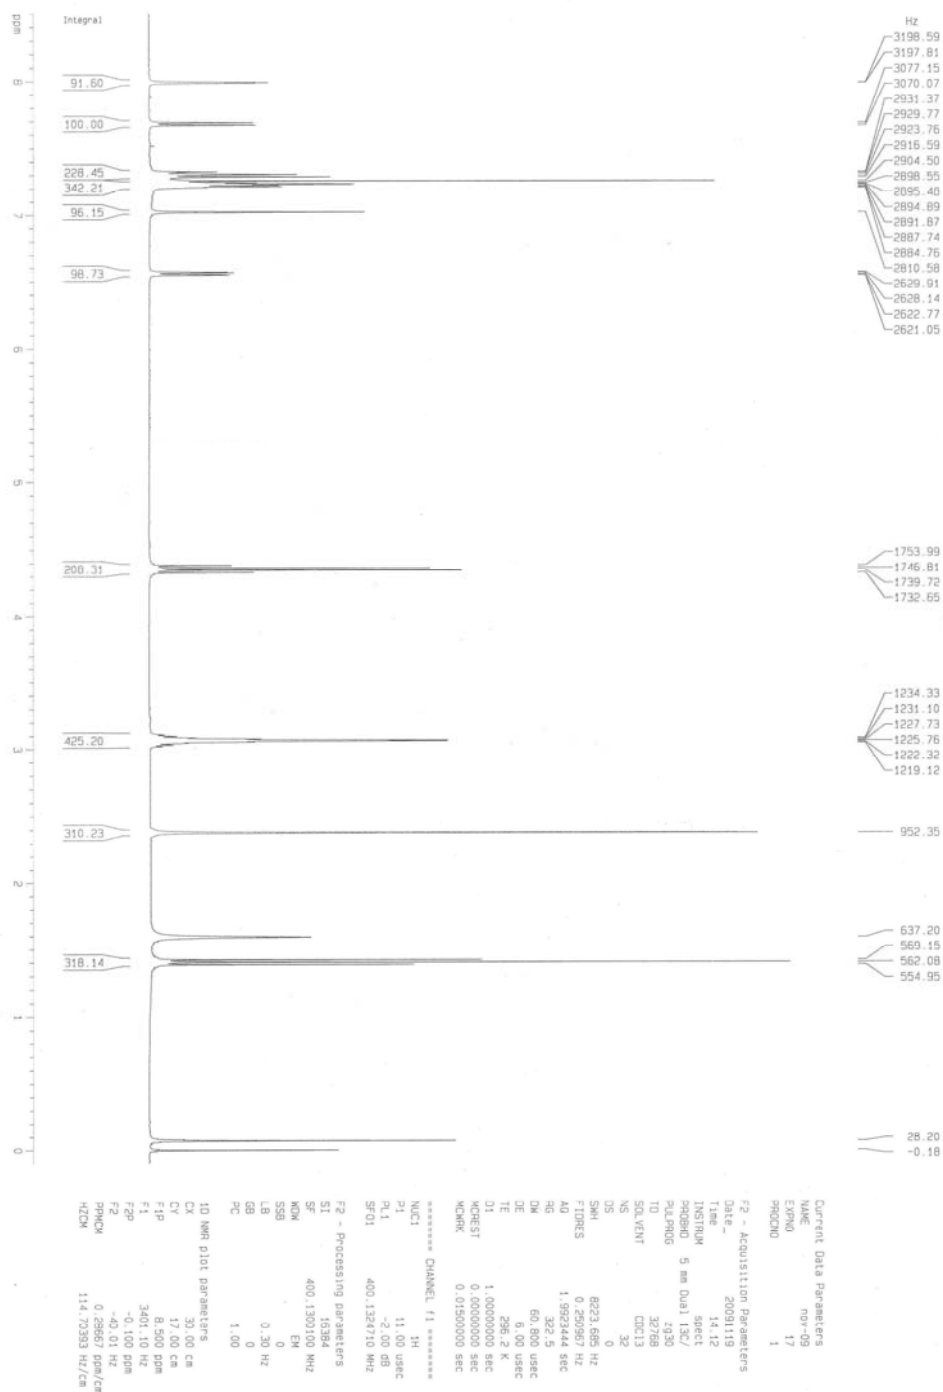 ppm
8
7
6
5
4
3
2
1
0
Integral
91.60
100.00
228.45
342.21
96.15
98.73
200.31
425.20
310.23
318.14
Hz
3198.59
3197.81
3077.15
3070.07
2931.37
2929.77
2923.76
2916.59
2904.50
2898.55
2895.40
2894.89
2891.87
2887.74
2884.76
2810.58
2629.91
2628.14
2622.77
2621.05
1753.99
1746.81
1739.72
1732.65
1234.33
1231.10
1227.73
1225.76
1222.32
1219.12
952.35
637.20
569.15
562.08
554.95
28.20
-0.18
Current Data Parameters
NAME nov-09
EXPNO 17
PROCNO 1
F2 - Acquisition Parameters
Date_ 20091119
Time 14.12
INSTRUM spect
PROBHD 5 mm Dual 13C/
PULPROG zg30
TD 32768
SOLVENT CDCl3
NS 32
DS 0
SWH 8223.685 Hz
FIDRES 0.250967 Hz
AQ 1.9923444 sec
RG 322.5
DW 60.800 usec
DE 6.00 usec
TE 296.2 K
D1 1.00000000 sec
MCREST 0.00000000 sec
MCWRK 0.01500000 sec
======== CHANNEL f1 ========
NUC1 1H
P1 11.00 usec
PL1 -2.00 dB
SFO1 400.1324710 MHz
F2 - Processing parameters
SI 16384
SF 400.1300100 MHz
WDW EM
SSB 0
LB 0.30 Hz
GB 0
PC 1.00
1D NMR plot parameters
CX 30.00 cm
CY 17.00 cm
F1P 8.500 ppm
F1 3401.10 Hz
F2P -0.100 ppm
F2 -40.01 Hz
PPMCM 0.28667 ppm/cm
HZCM 114.70393 Hz/cm